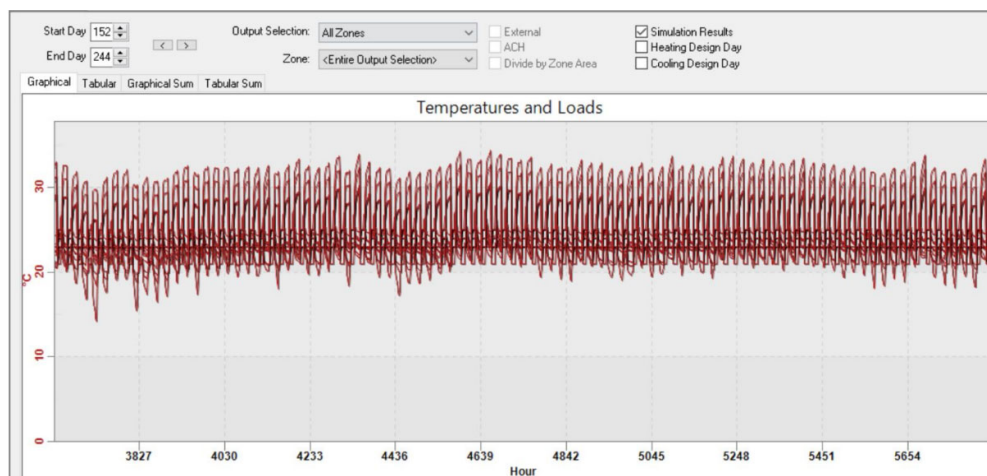 Start Day 152
Output Selection: All Zones
External
Simulation Results
ACH
Heating Design Day
End Day 244
< >
Zone: <Entire Output Selection>
Divide by Zone Area
Cooling Design Day
Graphical Tabular Graphical Sum Tabular Sum
Temperatures and Loads
30
20
°C
10
0
3827 4030 4233 4436 4639 4842 5045 5248 5451 5654
Hour